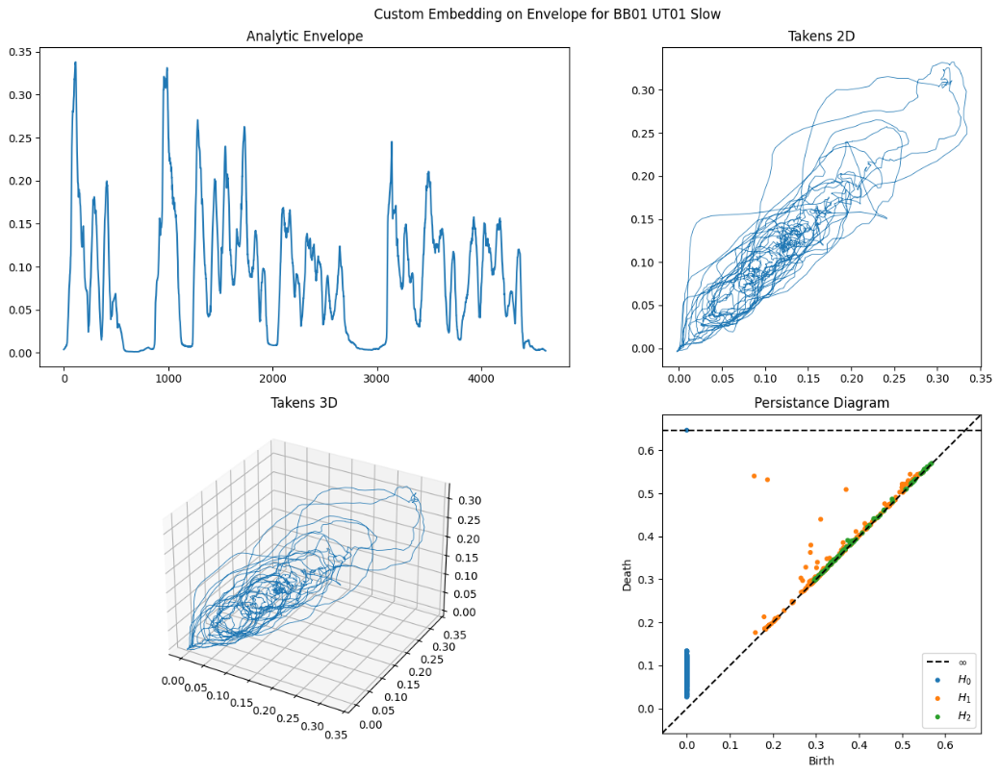 Custom Embedding on Envelope for BB01 UT01 Slow
Analytic Envelope
0.35
0.30
0.25
0.20
0.15
0.10
0.05
0.00
0 1000 2000 3000 4000
Takens 2D
0.30
0.25
0.20
0.15
0.10
0.05
0.00
0.00 0.05 0.10 0.15 0.20 0.25 0.30 0.35
Takens 3D
0.30
0.25
0.20
0.15
0.10
0.05
0.00
0.35
0.30
0.25
0.20
0.15
0.10
0.05
0.00
0.00 0.05 0.10 0.15 0.20 0.25 0.30 0.35
Persistance Diagram
Death
0.6
0.5
0.4
0.3
0.2
0.1
0.0
∞
H₀
H₁
H₂
0.0 0.1 0.2 0.3 0.4 0.5 0.6
Birth